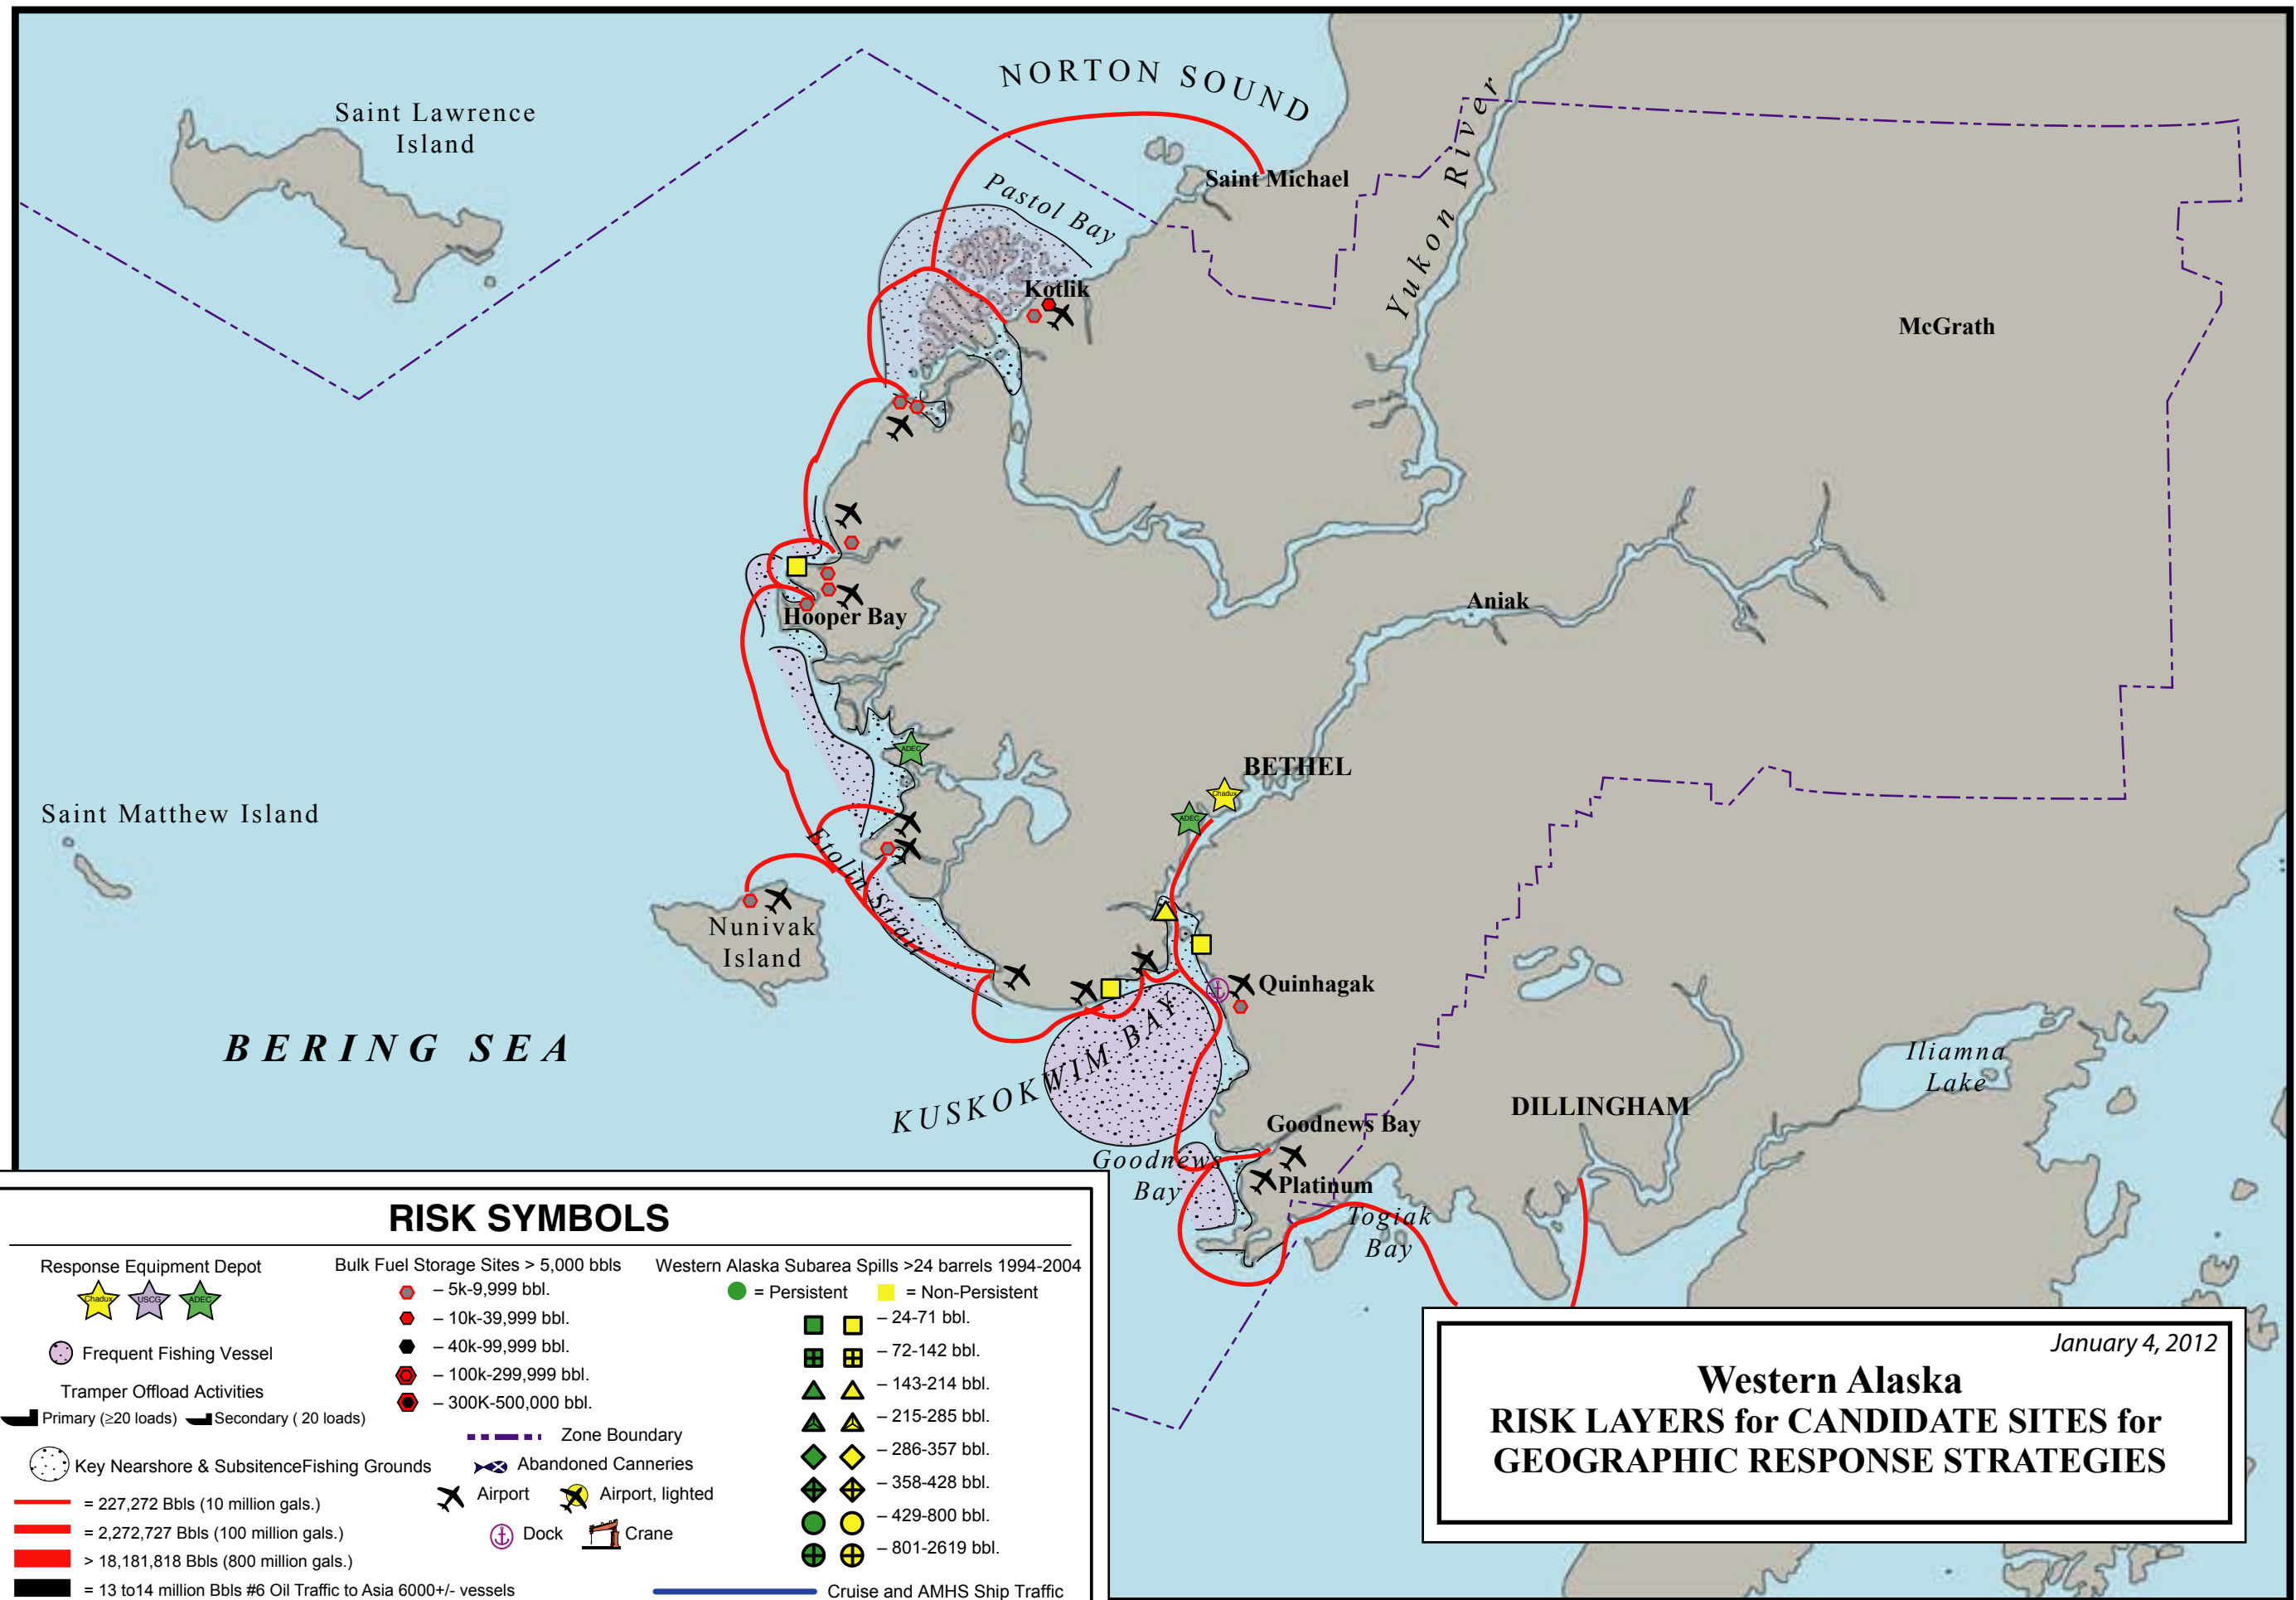 NORTON SOUND
Saint Lawrence
Island
Saint Michael
Pastol Bay
Yukon River
Kotlik
McGrath
Hooper Bay
Aniak
ADEC
BETHEL
Chadux
ADEC
Saint Matthew Island
Etolin Strait
Nunivak
Island
Quinhagak
BERING SEA
KUSKOKWIM BAY
Iliamna
Lake
DILLINGHAM
Goodnews Bay
Goodnews
Bay
Platinum
Togiak
Bay
RISK SYMBOLS
Response Equipment Depot
Chadux
USCG
ADEC
Frequent Fishing Vessel
Tramper Offload Activities
Primary (≥20 loads)
Secondary ( 20 loads)
Key Nearshore & SubsitenceFishing Grounds
= 227,272 Bbls (10 million gals.)
= 2,272,727 Bbls (100 million gals.)
> 18,181,818 Bbls (800 million gals.)
= 13 to14 million Bbls #6 Oil Traffic to Asia 6000+/- vessels
Bulk Fuel Storage Sites > 5,000 bbls
– 5k-9,999 bbl.
– 10k-39,999 bbl.
– 40k-99,999 bbl.
– 100k-299,999 bbl.
– 300K-500,000 bbl.
Zone Boundary
Abandoned Canneries
Airport
Airport, lighted
Dock
Crane
Western Alaska Subarea Spills >24 barrels 1994-2004
= Persistent
= Non-Persistent
– 24-71 bbl.
– 72-142 bbl.
– 143-214 bbl.
– 215-285 bbl.
– 286-357 bbl.
– 358-428 bbl.
– 429-800 bbl.
– 801-2619 bbl.
Cruise and AMHS Ship Traffic
January 4, 2012
Western Alaska
RISK LAYERS for CANDIDATE SITES for
GEOGRAPHIC RESPONSE STRATEGIES